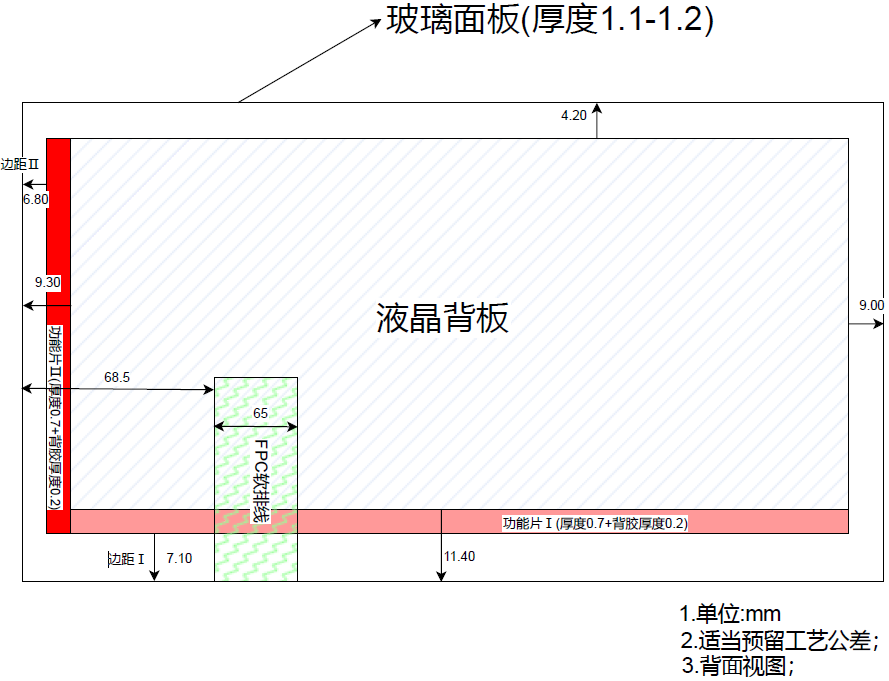 玻璃面板(厚度1.1-1.2)
4.20
边距Ⅱ
6.80
9.30
9.00
液晶背板
68.5
65
功能片Ⅱ(厚度0.7+背胶厚度0.2)
FPC软排线
功能片Ⅰ(厚度0.7+背胶厚度0.2)
边距Ⅰ
7.10
11.40
1.单位:mm
2.适当预留工艺公差；
3.背面视图；